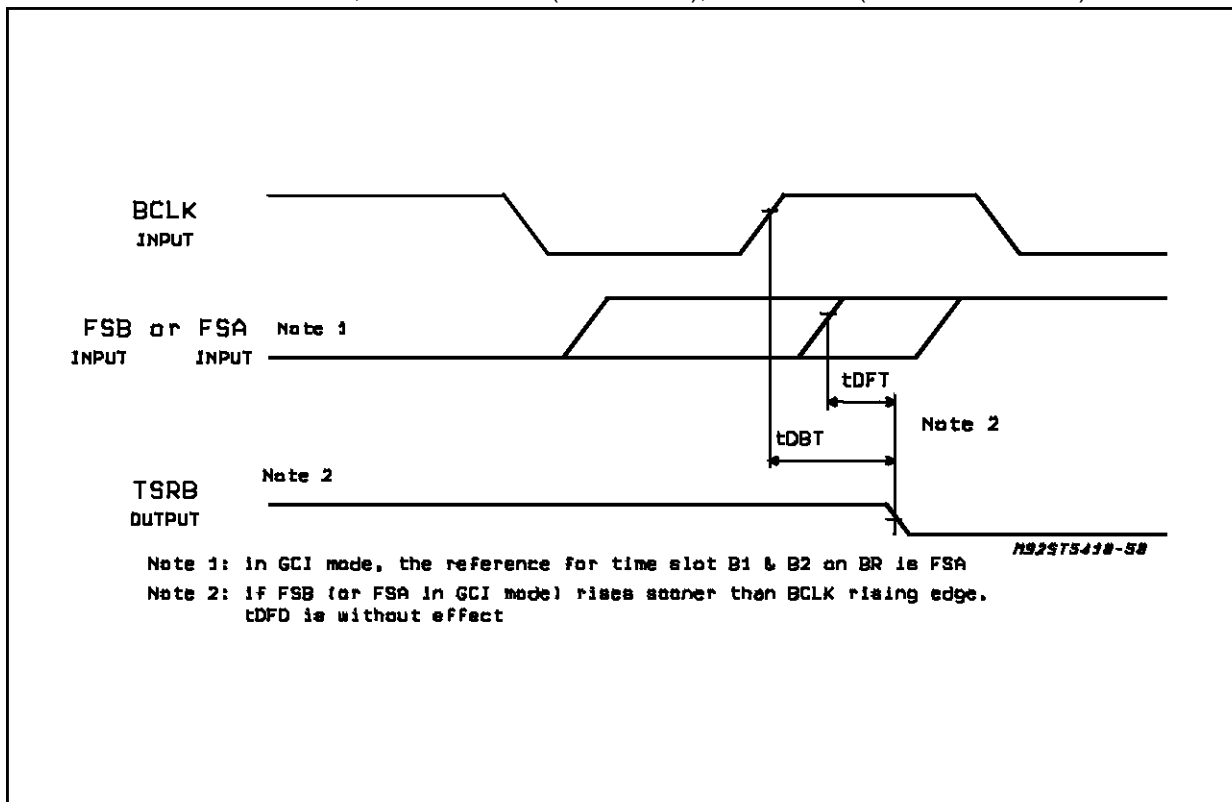 BCLK
INPUT
FSB or FSA Note 1
INPUT INPUT
tDFT
Note 2
tDBT
Note 2
TSRB
OUTPUT
Note 1: in GCI mode, the reference for time slot B1 & B2 on BR is FSA
Note 2: if FSB (or FSA in GCI mode) rises sooner than BCLK rising edge,
tDFD is without effect